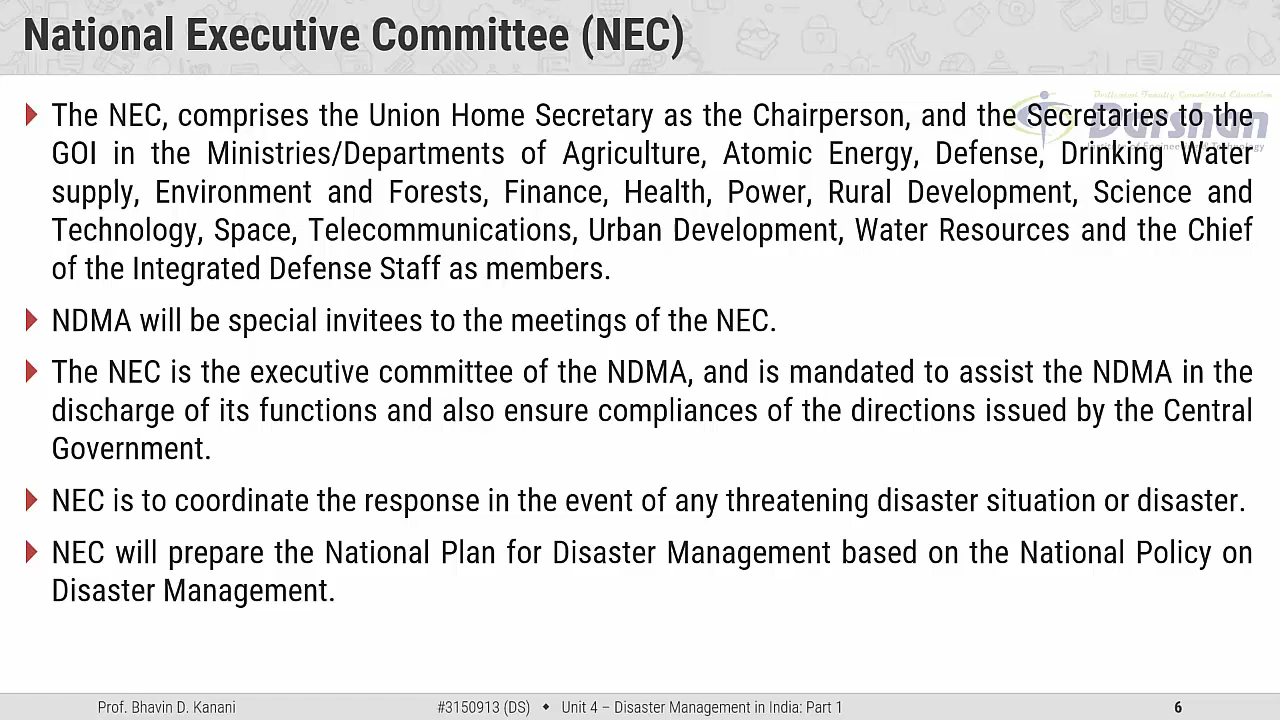 National Executive Committee (NEC)
The NEC, comprises the Union Home Secretary as the Chairperson, and the Secretaries to the
GOI in the Ministries/Departments of Agriculture, Atomic Energy, Defense, Drinking Water
supply, Environment and Forests, Finance, Health, Power, Rural Development, Science and
Technology, Space, Telecommunications, Urban Development, Water Resources and the Chief
of the Integrated Defense Staff as members.
NDMA will be special invitees to the meetings of the NEC.
The NEC is the executive committee of the NDMA, and is mandated to assist the NDMA in the
discharge of its functions and also ensure compliances of the directions issued by the Central
Government.
NEC is to coordinate the response in the event of any threatening disaster situation or disaster.
NEC will prepare the National Plan for Disaster Management based on the National Policy on
Disaster Management.
Darshan
Prof. Bhavin D. Kanani #3150913 (DS) ◆ Unit 4 – Disaster Management in India: Part 1 6